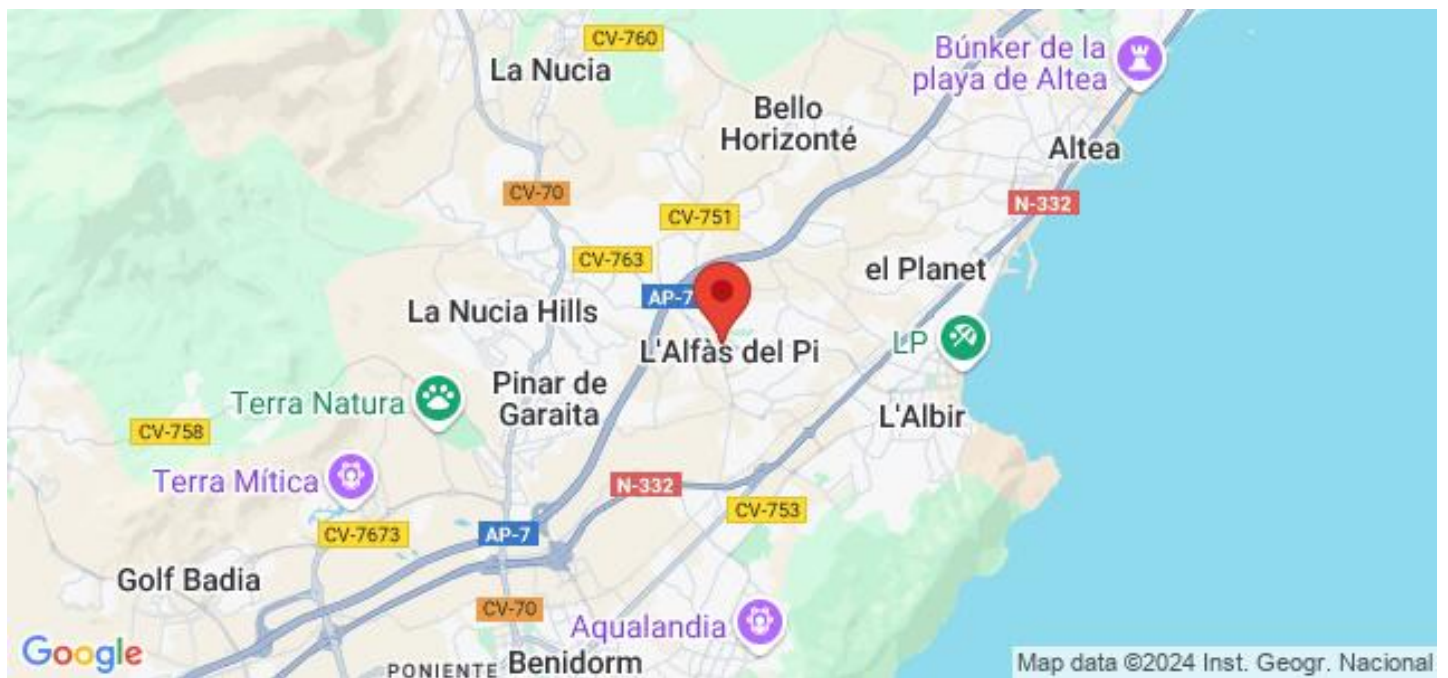 CV-760
La Nucia
Búnker de la
playa de Altea
Bello
Horizonté
Altea
CV-70
CV-751
N-332
CV-763
el Planet
AP-7
La Nucia Hills
L'Alfàs del Pi
LP
Pinar de
Garaita
Terra Natura
L'Albir
CV-758
Terra Mítica
N-332
CV-753
CV-7673
AP-7
Golf Badia
CV-70
Aqualandia
Google
PONIENTE
Benidorm
Map data ©2024 Inst. Geogr. Nacional